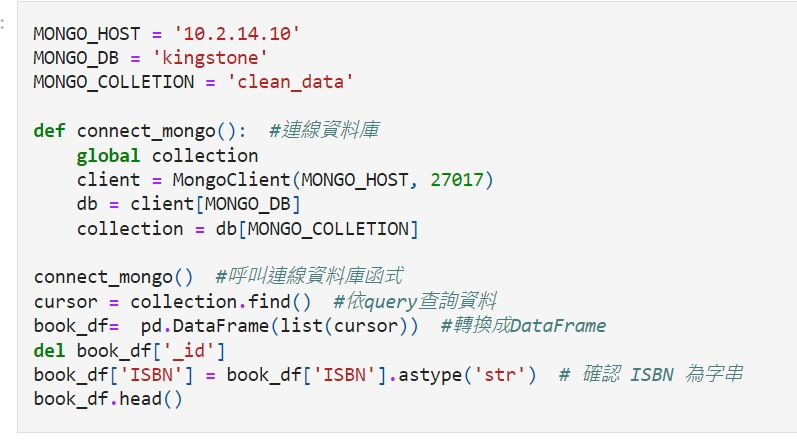 MONGO_HOST = '10.2.14.10'
MONGO_DB = 'kingstone'
MONGO_COLLETION = 'clean_data'
def connect_mongo():  #連線資料庫
    global collection
    client = MongoClient(MONGO_HOST, 27017)
    db = client[MONGO_DB]
    collection = db[MONGO_COLLETION]
connect_mongo()  #呼叫連線資料庫函式
cursor = collection.find()  #依query查詢資料
book_df=  pd.DataFrame(list(cursor))  #轉換成DataFrame
del book_df['_id']
book_df['ISBN'] = book_df['ISBN'].astype('str')  # 確認 ISBN 為字串
book_df.head()